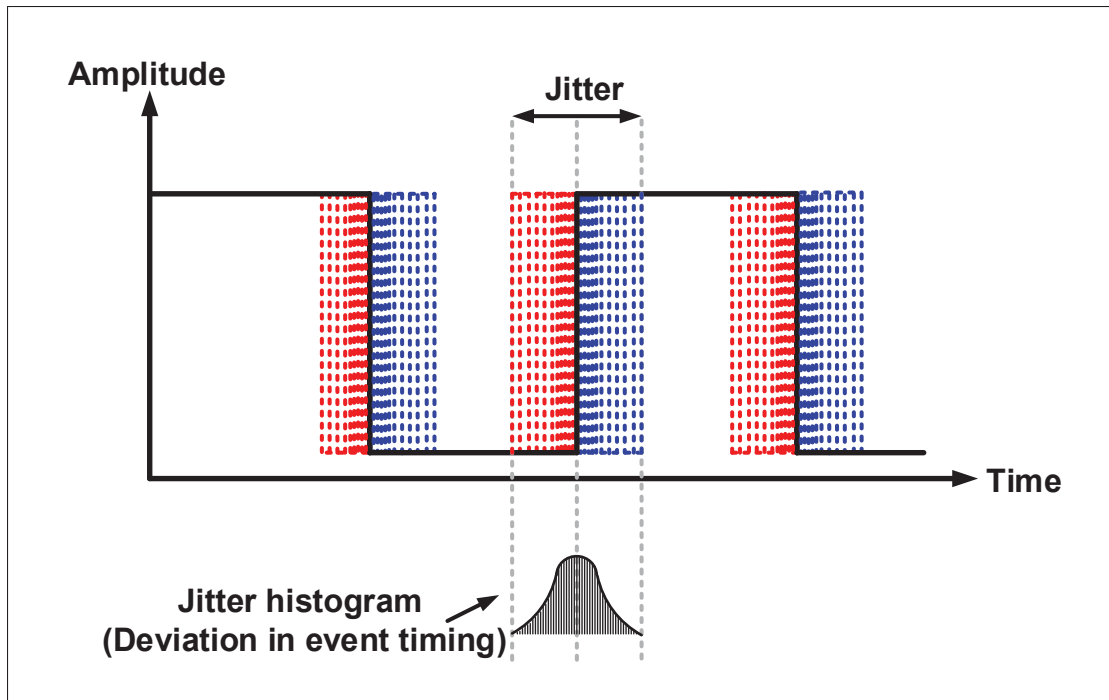 Amplitude
Jitter
Time
Jitter histogram
(Deviation in event timing)